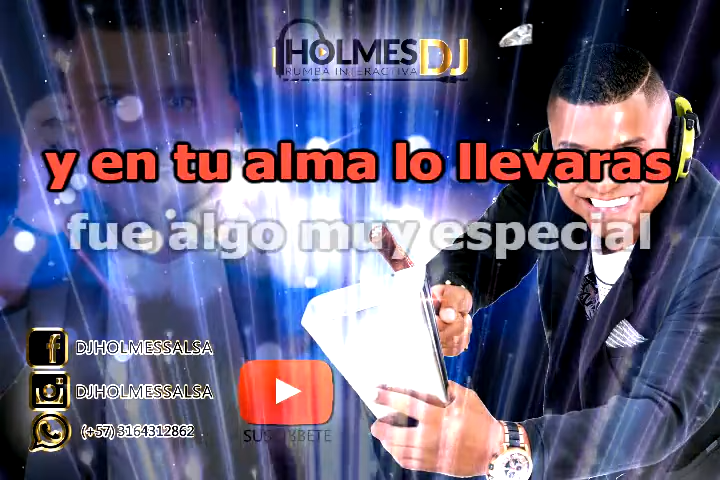 HOLMES DJ
RUMBA INTERACTIVA
y en tu alma lo llevaras
fue algo muy especial
DJHOLMESSALSA
DJHOLMESSALSA
(+57) 3164312862
SUSCRÍBETE